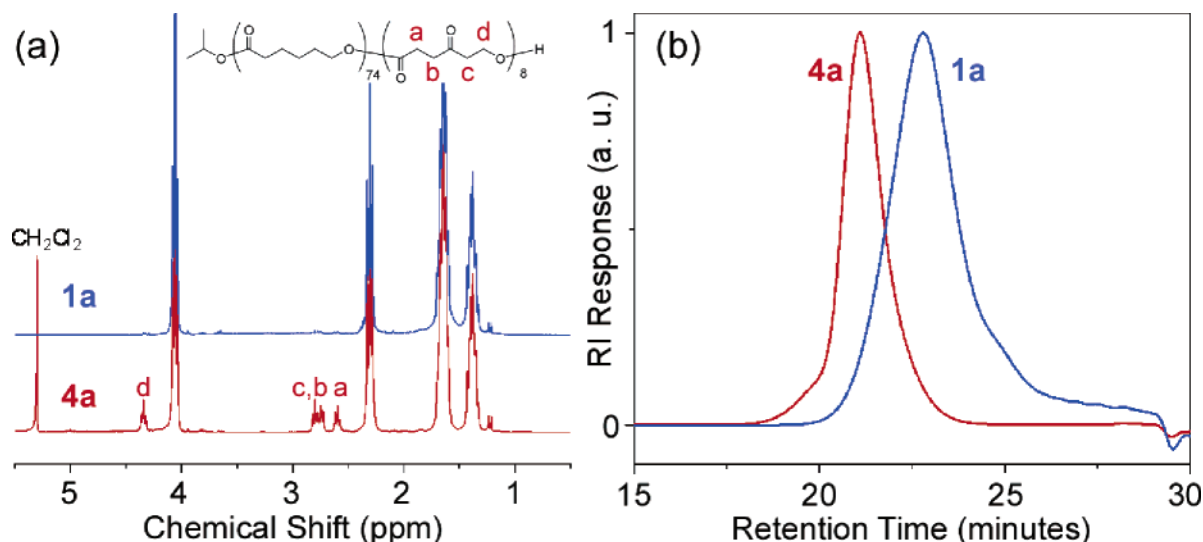 (a)
a
d
O
O
O
O
O
O
H
74
8
b
c
CH2Cl2
1a
4a
d
c,b
a
5
4
3
2
1
Chemical Shift (ppm)
(b)
4a
1a
1
0
RI Response (a. u.)
15
20
25
30
Retention Time (minutes)